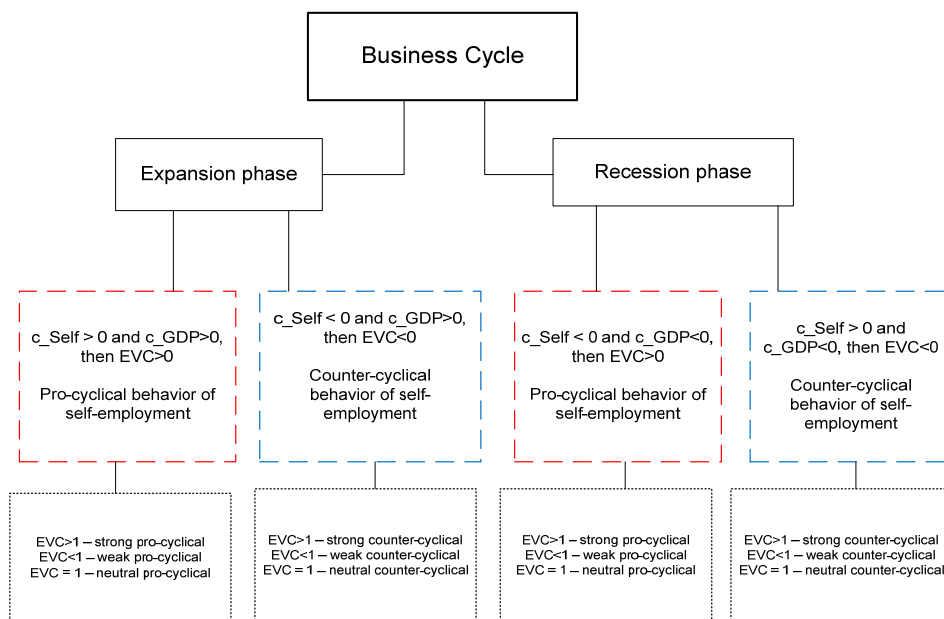 Business Cycle
Expansion phase
Recession phase
c_Self > 0 and c_GDP>0,
then EVC>0
Pro-cyclical behavior of
self-employment
c_Self < 0 and c_GDP>0,
then EVC<0
Counter-cyclical
behavior of self-
employment
c_Self < 0 and c_GDP<0,
then EVC>0
Pro-cyclical behavior of
self-employment
c_Self > 0 and
c_GDP<0, then EVC<0
Counter-cyclical
behavior of self-
employment
EVC>1 – strong pro-cyclical
EVC<1 – weak pro-cyclical
EVC = 1 – neutral pro-cyclical
EVC>1 – strong counter-cyclical
EVC<1 – weak counter-cyclical
EVC = 1 – neutral counter-cyclical
EVC>1 – strong pro-cyclical
EVC<1 – weak pro-cyclical
EVC = 1 – neutral pro-cyclical
EVC>1 – strong counter-cyclical
EVC<1 – weak counter-cyclical
EVC = 1 – neutral counter-cyclical